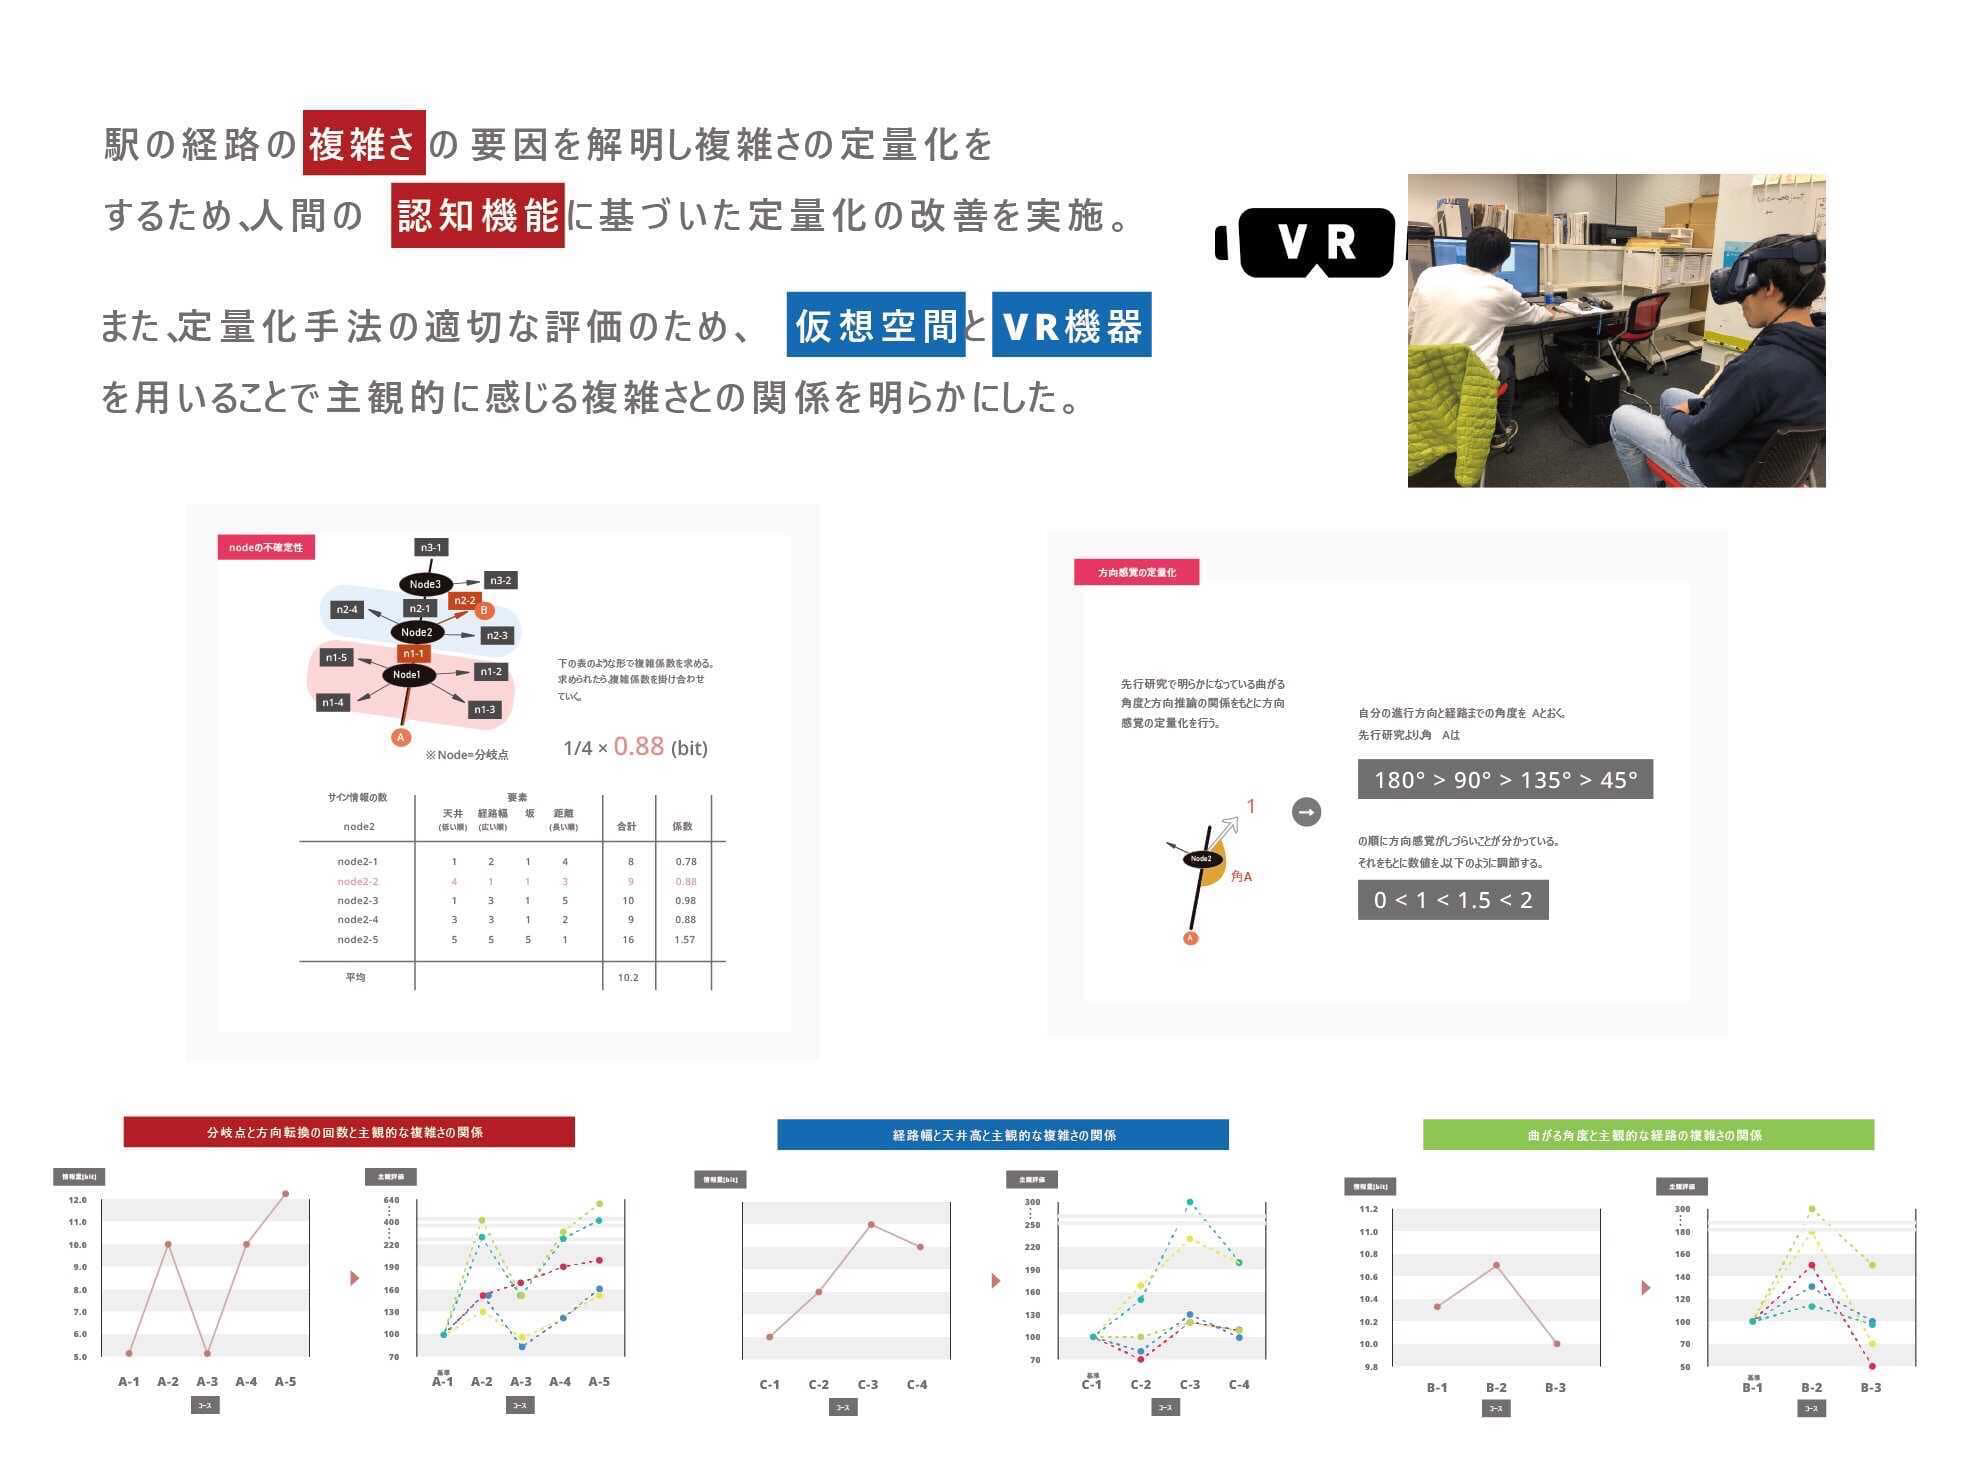 駅の経路の複雑さの要因を解明し複雑さの定量化を
するため、人間の 認知機能に基づいた定量化の改善を実施。
また、定量化手法の適切な評価のため、 仮想空間とVR機器
を用いることで主観的に感じる複雑さとの関係を明らかにした。
VR
nodeの不確定性
n3-1
Node3
n3-2
n2-4
n2-1
n2-2
B
Node2
n2-3
n1-5
n1-1
Node1
n1-2
n1-4
n1-3
A
※Node=分岐点
下の表のような形で複雑係数を求める。
求められたら、複雑係数を掛け合わせ
ていく。
1/4 × 0.88 (bit)
サイン情報の数 要素
天井 経路幅 坂 距離
node2 (低い順) (広い順) (長い順) 合計 係数
node2-1 1 2 1 4 8 0.78
node2-2 4 1 1 3 9 0.88
node2-3 1 3 1 5 10 0.98
node2-4 3 3 1 2 9 0.88
node2-5 5 5 5 1 16 1.57
平均 10.2
方向感覚の定量化
先行研究で明らかになっている曲がる
角度と方向推論の関係をもとに方向
感覚の定量化を行う。
1
Node2
角A
A
自分の進行方向と経路までの角度を Aとおく。
先行研究より、角 Aは
180° > 90° > 135° > 45°
の順に方向感覚がしづらいことが分かっている。
それをもとに数値を、以下のように調節する。
0 < 1 < 1.5 < 2
分岐点と方向転換の回数と主観的な複雑さの関係
情報量[bit]
12.0
11.0
10.0
9.0
8.0
7.0
6.0
5.0
A-1 A-2 A-3 A-4 A-5
コース
主観評価
640
400
220
190
160
130
100
70
基準
A-1 A-2 A-3 A-4 A-5
コース
経路幅と天井高と主観的な複雑さの関係
情報量[bit]
C-1 C-2 C-3 C-4
コース
主観評価
300
250
220
190
160
130
100
70
基準
C-1 C-2 C-3 C-4
コース
曲がる角度と主観的な経路の複雑さの関係
情報量[bit]
11.2
11.0
10.8
10.6
10.4
10.2
10.0
9.8
B-1 B-2 B-3
コース
主観評価
300
180
160
140
120
100
70
50
基準
B-1 B-2 B-3
コース